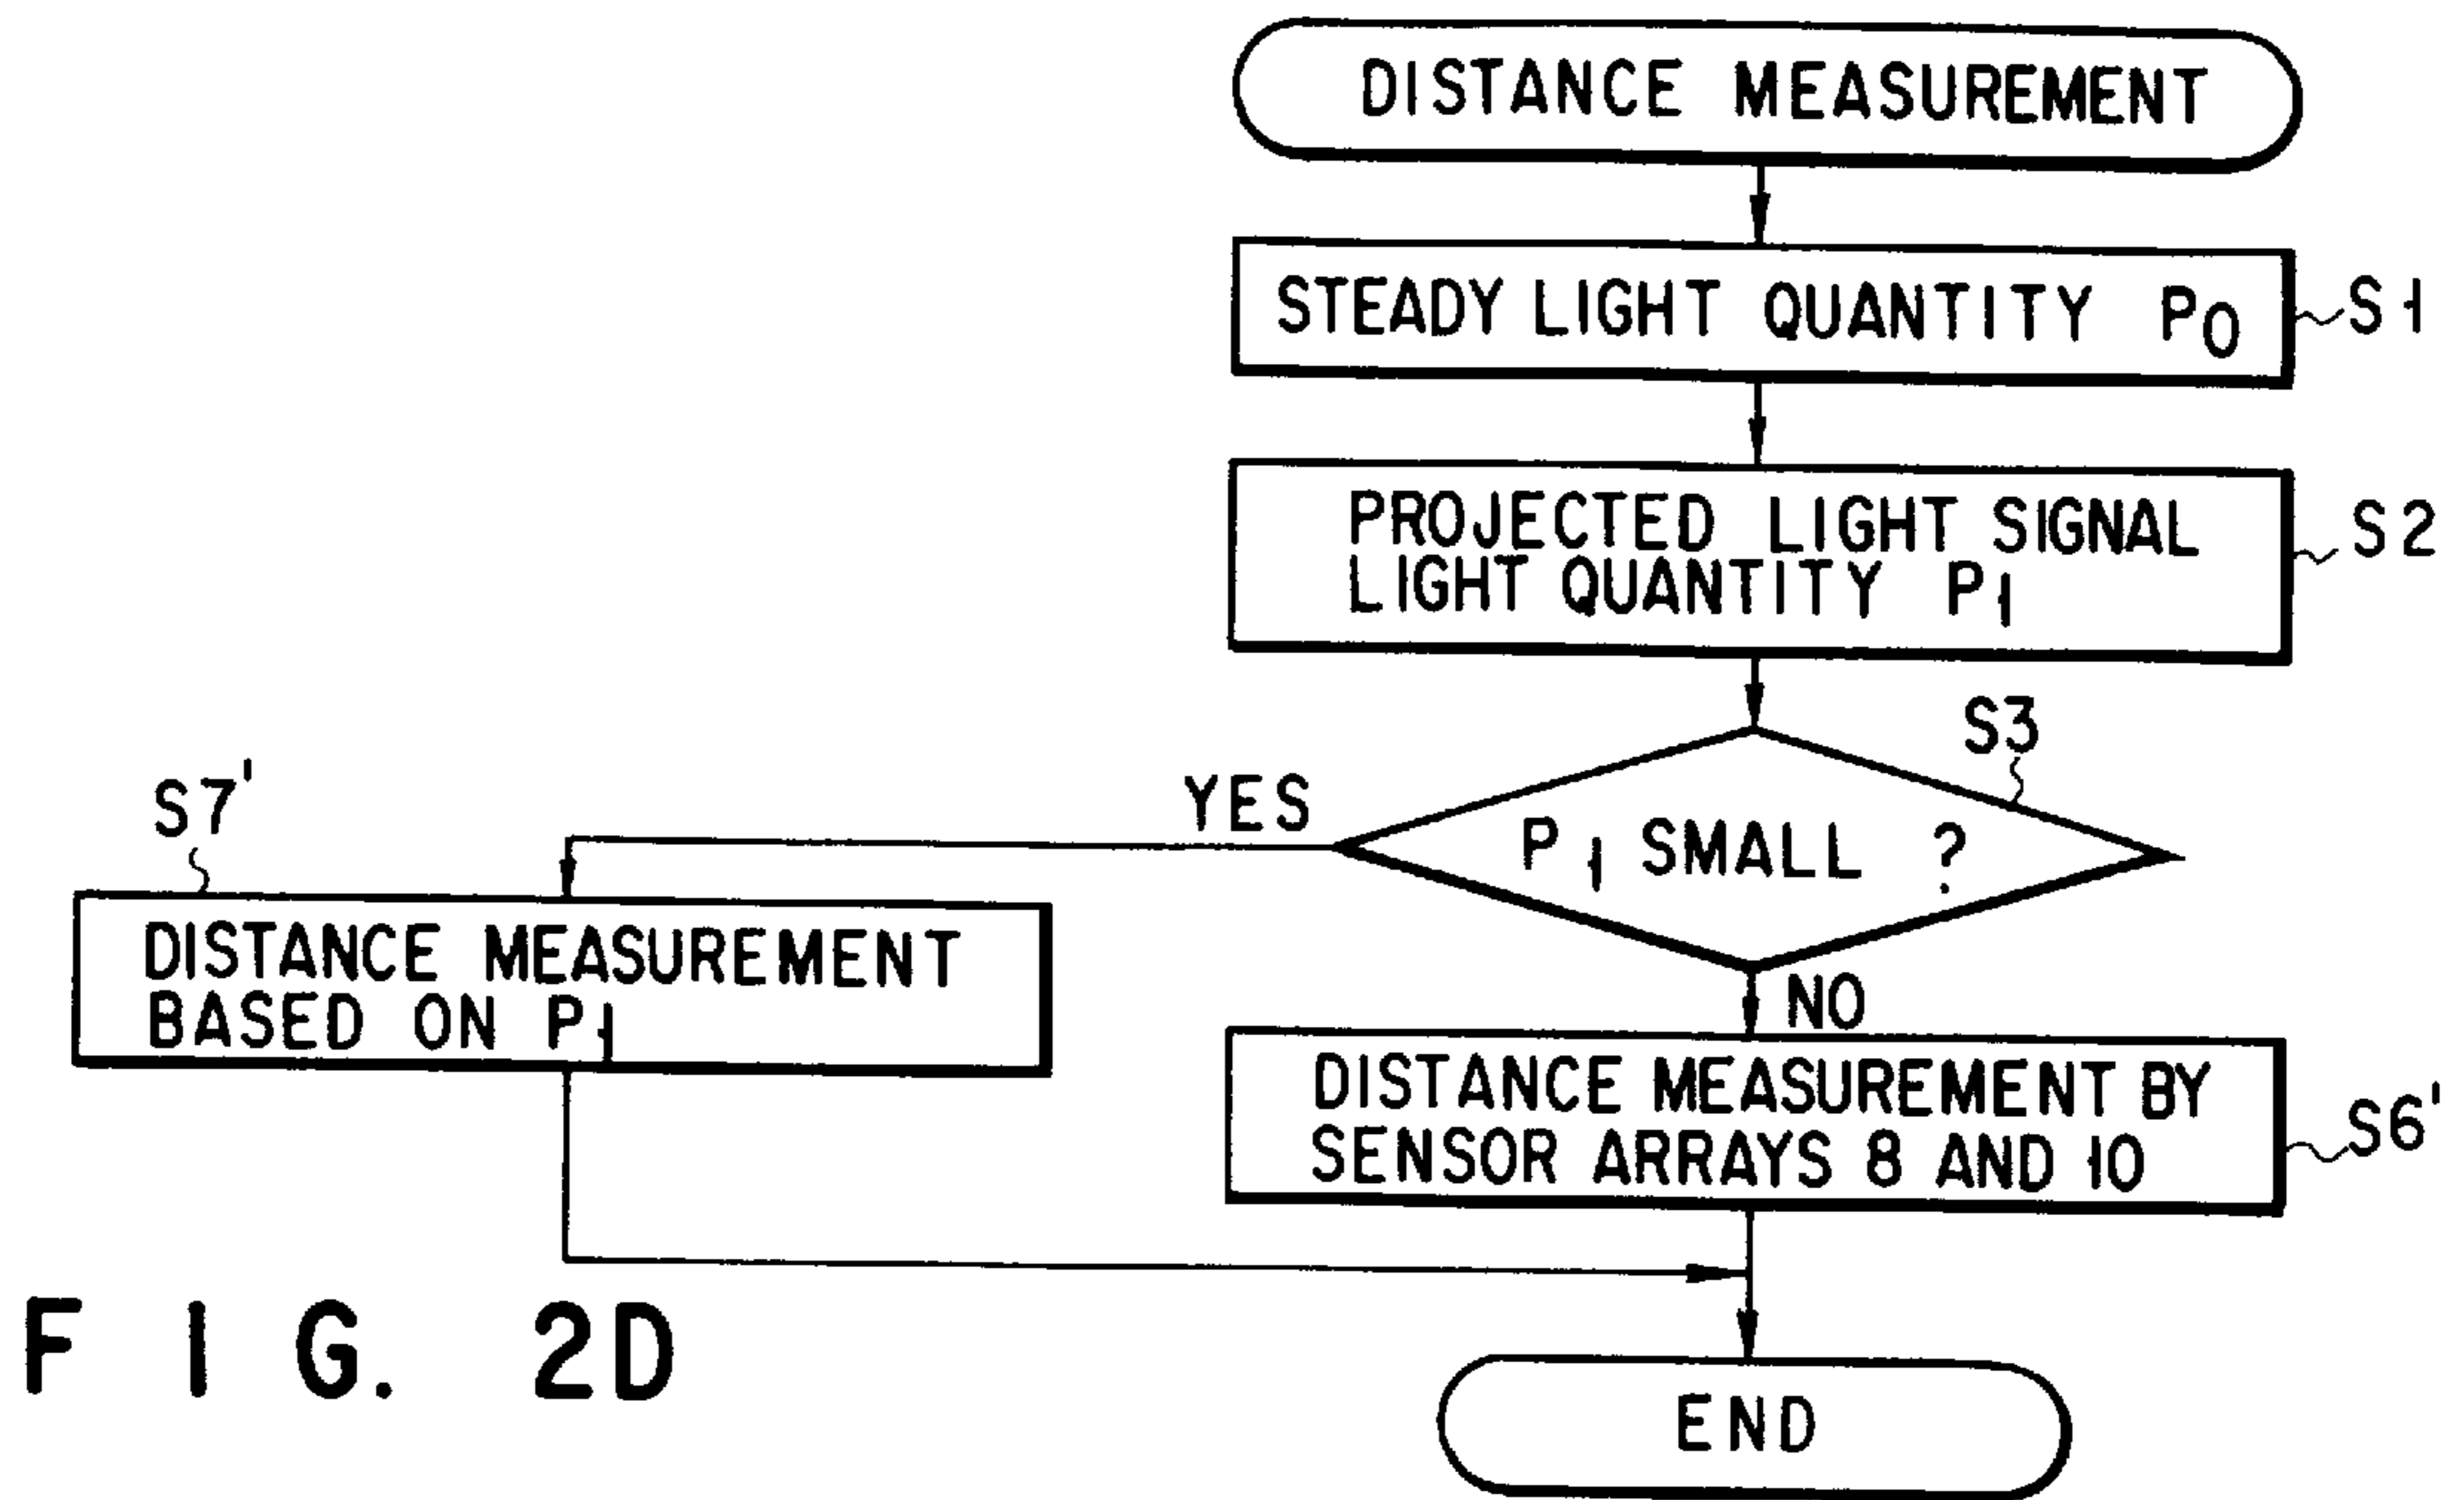 DISTANCE MEASUREMENT
STEADY LIGHT QUANTITY P0
S1
PROJECTED LIGHT SIGNAL
LIGHT QUANTITY P1
S2
S3
P1 SMALL ?
YES
NO
S7'
DISTANCE MEASUREMENT
BASED ON P1
DISTANCE MEASUREMENT BY
SENSOR ARRAYS 8 AND 10
S6'
END
FIG. 2D